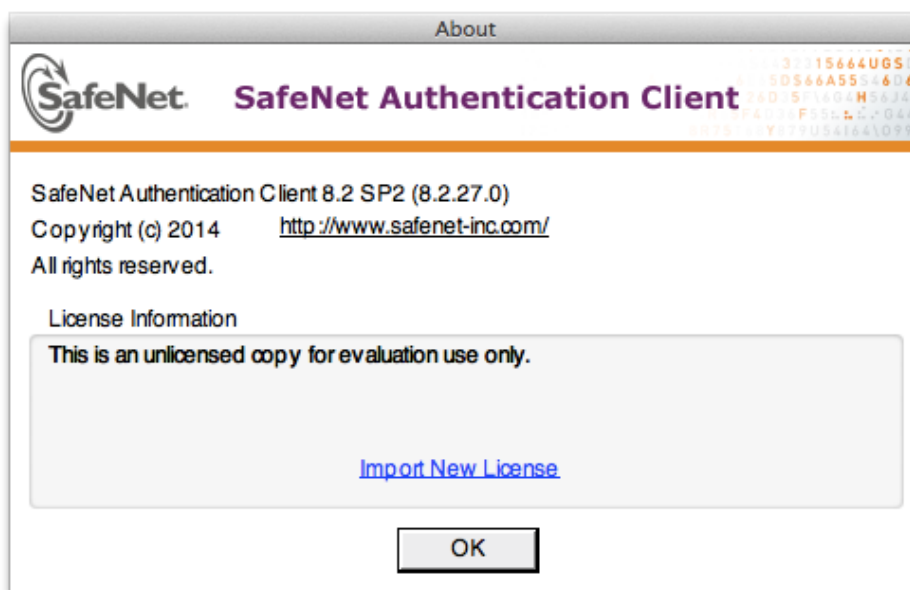 About
SafeNet. SafeNet Authentication Client
SafeNet Authentication Client 8.2 SP2 (8.2.27.0)
Copyright (c) 2014 http://www.safenet-inc.com/
All rights reserved.
License Information
This is an unlicensed copy for evaluation use only.
Import New License
OK